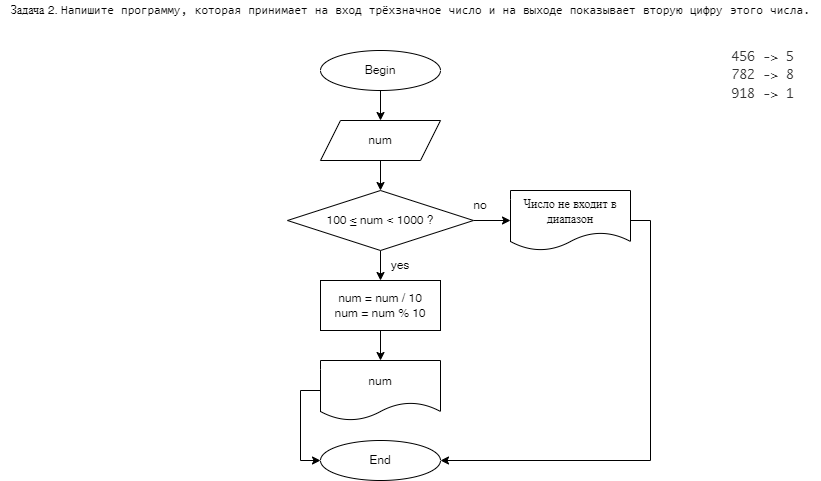 Задача 2. Напишите программу, которая принимает на вход трёхзначное число и на выходе показывает вторую цифру этого числа.
456 -> 5
782 -> 8
918 -> 1
Begin
num
100 ≤ num < 1000 ?
no
Число не входит в
диапазон
yes
num = num / 10
num = num % 10
num
End